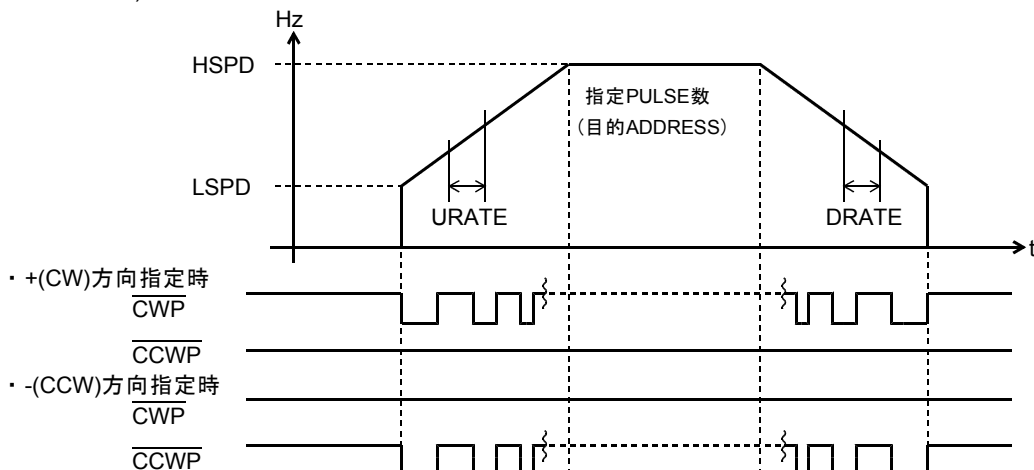 Hz
HSPD
指定PULSE数
(目的ADDRESS)
LSPD
URATE
DRATE
t
・ +(CW)方向指定時
CWP
CCWP
・ -(CCW)方向指定時
CWP
CCWP